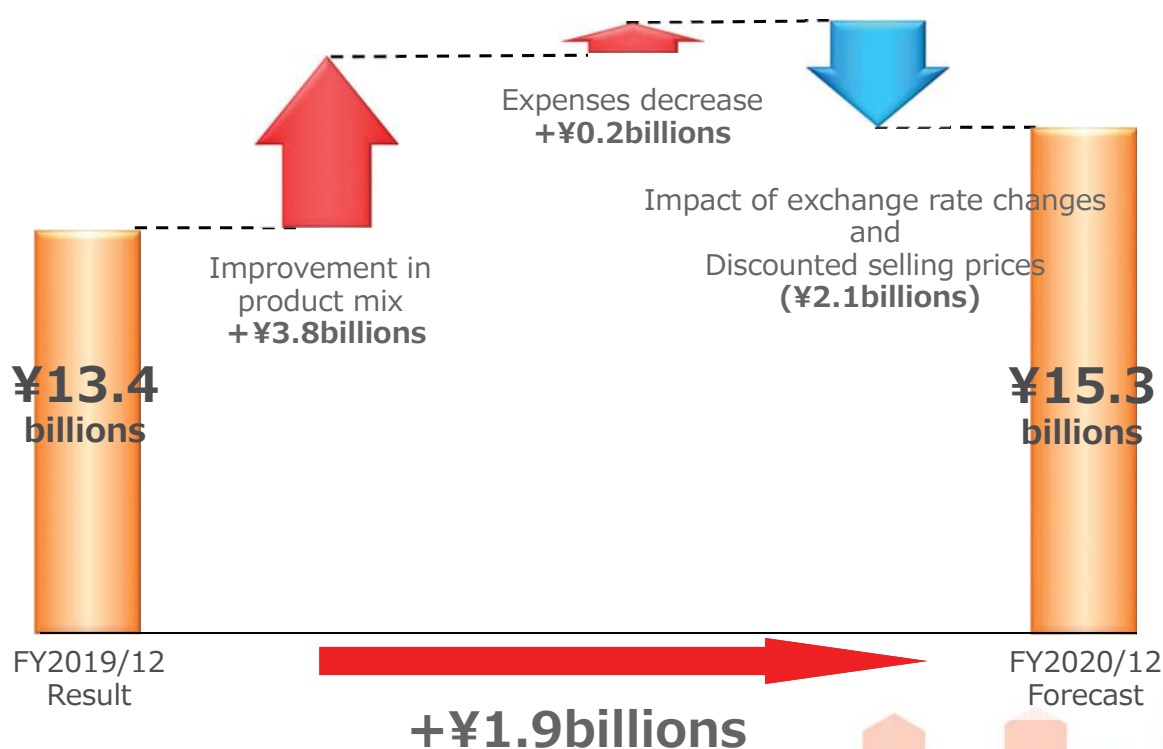 Expenses decrease
+¥0.2billions
Impact of exchange rate changes
and
Discounted selling prices
(¥2.1billions)
Improvement in
product mix
+¥3.8billions
¥13.4
billions
¥15.3
billions
FY2019/12
Result
FY2020/12
Forecast
+¥1.9billions